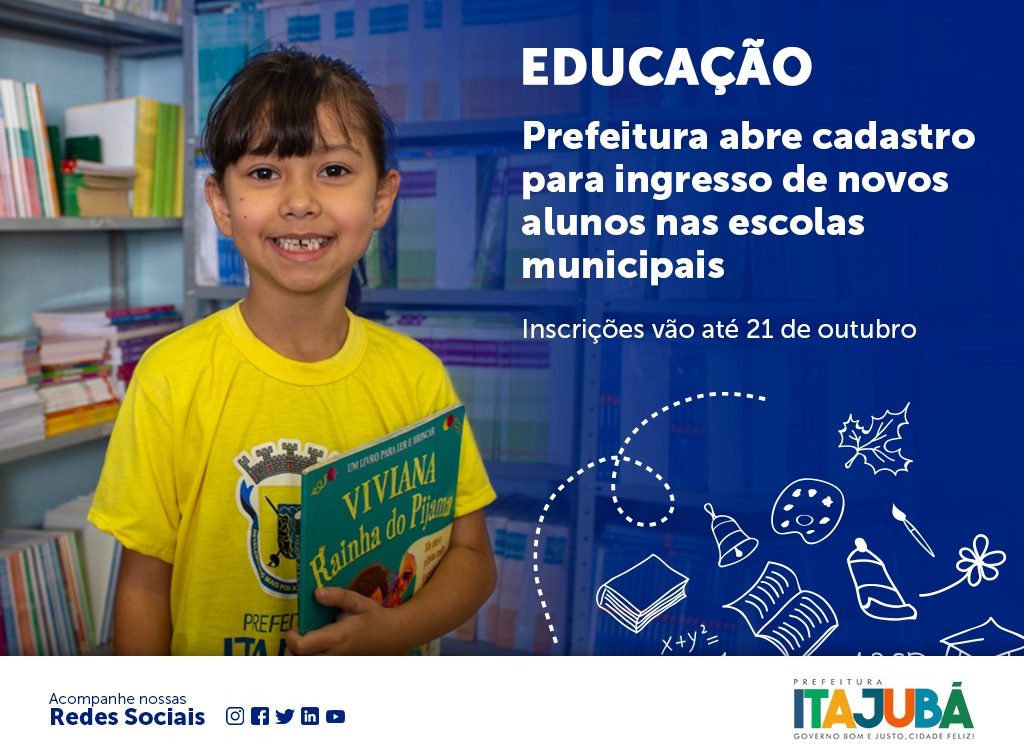 EDUCAÇÃO
Prefeitura abre cadastro
para ingresso de novos
alunos nas escolas
municipais
Inscrições vão até 21 de outubro
UM LIVRO PARA LER E BRINCAR
VIVIANA
Rainha do Pijama
PREFEI
ITAJU
x+y²=
Acompanhe nossas
Redes Sociais
PREFEITURA
ITAJUBÁ
GOVERNO BOM E JUSTO, CIDADE FELIZ!